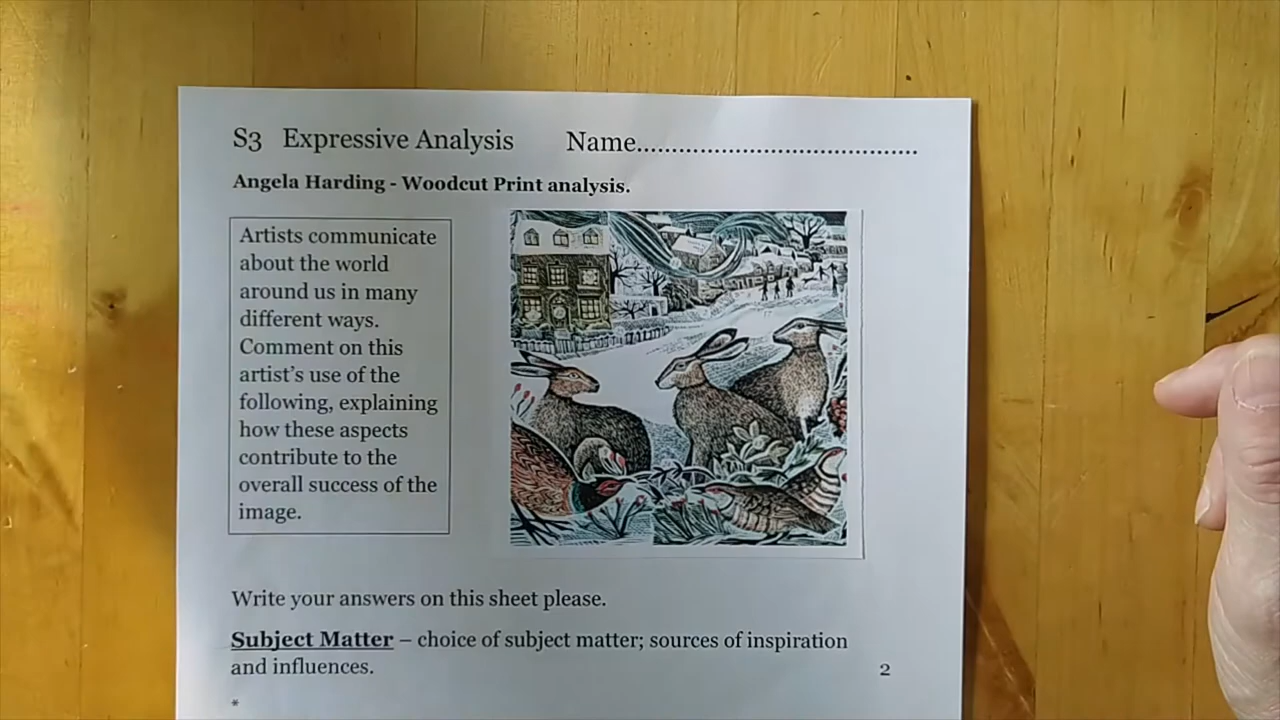 S3 Expressive Analysis Name........................................
Angela Harding - Woodcut Print analysis.
Artists communicate
about the world
around us in many
different ways.
Comment on this
artist's use of the
following, explaining
how these aspects
contribute to the
overall success of the
image.
Write your answers on this sheet please.
Subject Matter – choice of subject matter; sources of inspiration
and influences. 2
*